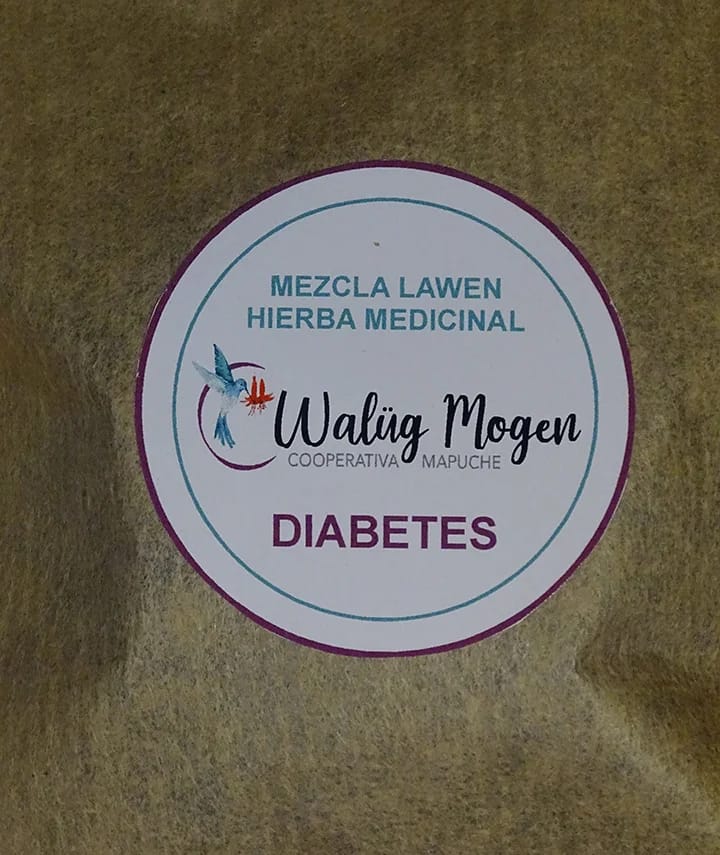 MEZCLA LAWEN
HIERBA MEDICINAL
Walüg Mogen
COOPERATIVA MAPUCHE
DIABETES